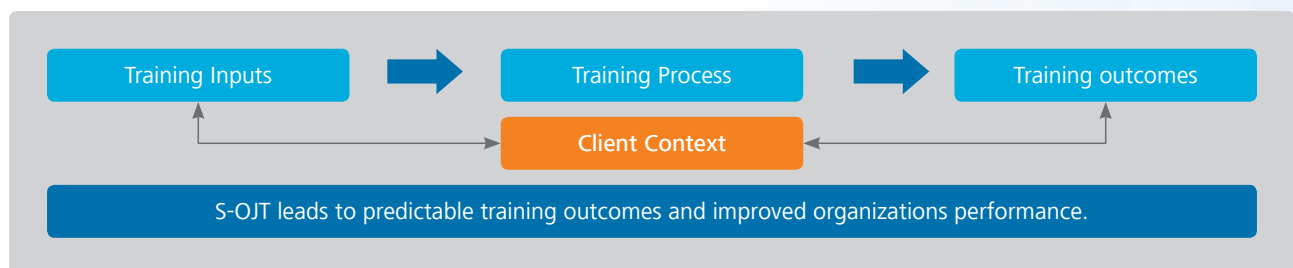 Training Inputs
Training Process
Training outcomes
Client Context
S-OJT leads to predictable training outcomes and improved organizations performance.